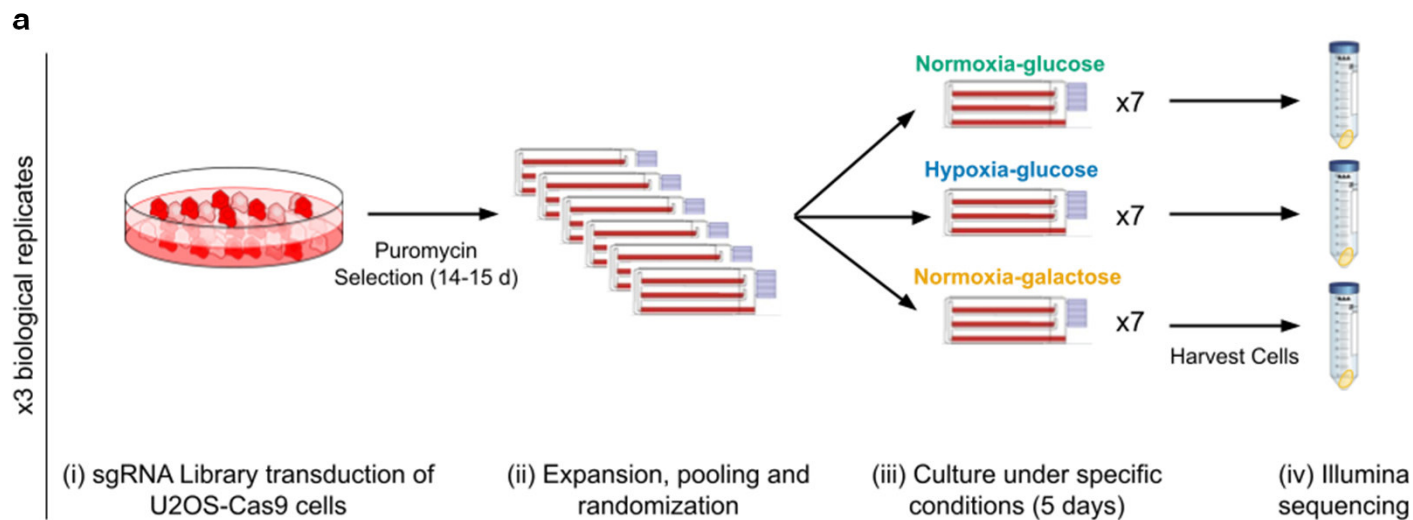 a
x3 biological replicates
Puromycin
Selection (14-15 d)
Normoxia-glucose
x7
Hypoxia-glucose
x7
Normoxia-galactose
x7
Harvest Cells
(i) sgRNA Library transduction of
U2OS-Cas9 cells
(ii) Expansion, pooling and
randomization
(iii) Culture under specific
conditions (5 days)
(iv) Illumina
sequencing